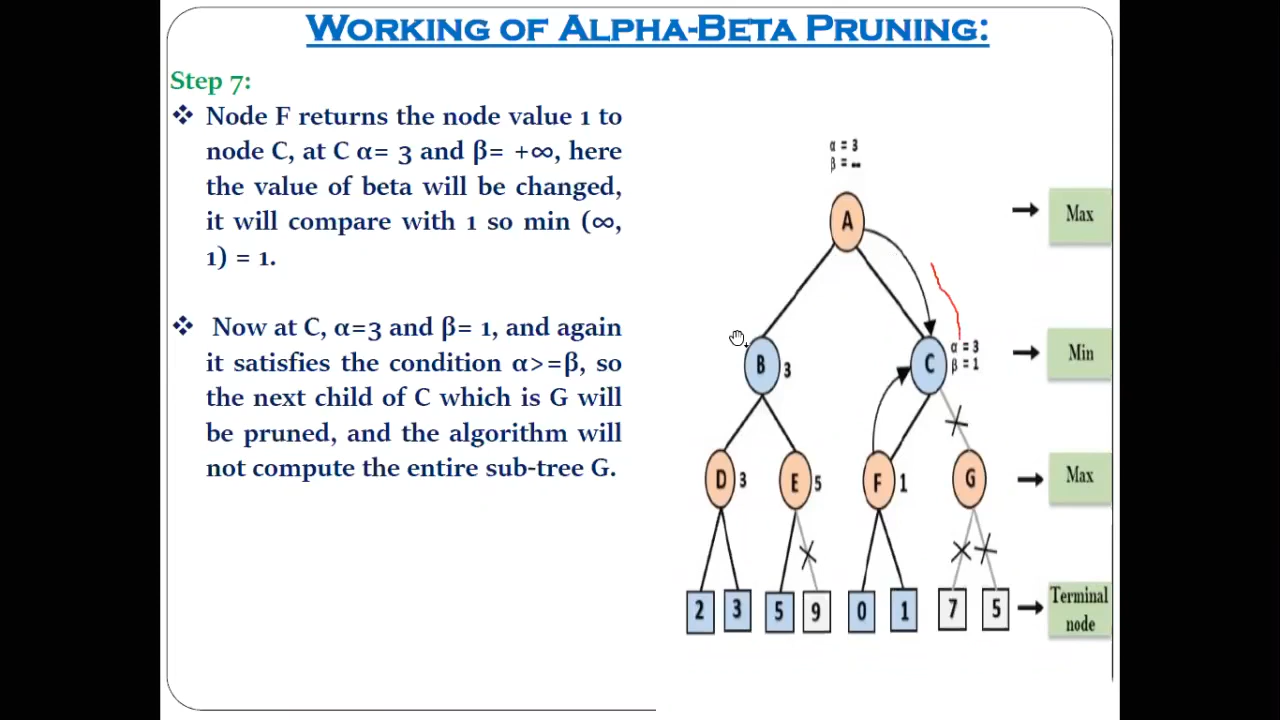 Working of Alpha-Beta Pruning:
Step 7:
❖ Node F returns the node value 1 to
node C, at C α= 3 and β= +∞, here
the value of beta will be changed,
it will compare with 1 so min (∞,
1) = 1.
❖ Now at C, α=3 and β= 1, and again
it satisfies the condition α>=β, so
the next child of C which is G will
be pruned, and the algorithm will
not compute the entire sub-tree G.
α = 3
β = ∞
A
Max
B 3
C
α = 3
β = 1
Min
D 3
E 5
F 1
G
Max
2 3 5 9 0 1 7 5
Terminal
node